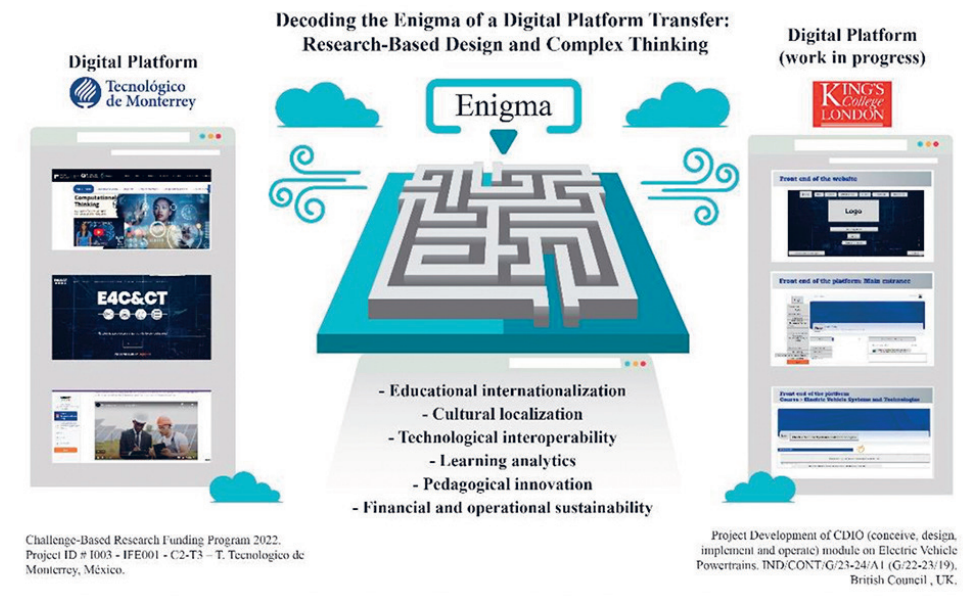 Decoding the Enigma of a Digital Platform Transfer:
Research-Based Design and Complex Thinking
Digital Platform
Tecnológico
de Monterrey
Computational
Thinking
E4C&CT
Enigma
- Educational internationalization
- Cultural localization
- Technological interoperability
- Learning analytics
- Pedagogical innovation
- Financial and operational sustainability
Digital Platform
(work in progress)
KING'S
College
LONDON
Front end of the website
Logo
Front end of the platform: Main entrance
Front end of the platform
Course : Electric Vehicle Systems and Technologies
Challenge-Based Research Funding Program 2022.
Project ID # I003 - IFE001 - C2-T3 – T. Tecnologico de
Monterrey, México.
Project Development of CDIO (conceive, design,
implement and operate) module on Electric Vehicle
Powertrains. IND/CONT/G/23-24/A1 (G/22-23/19).
British Council , UK.